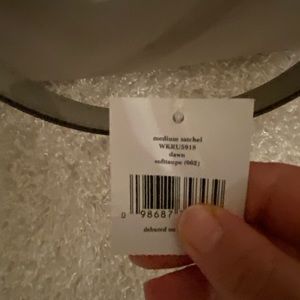 medium satchel
WKRU5918
dawn
softtaupe (062)
0 98687